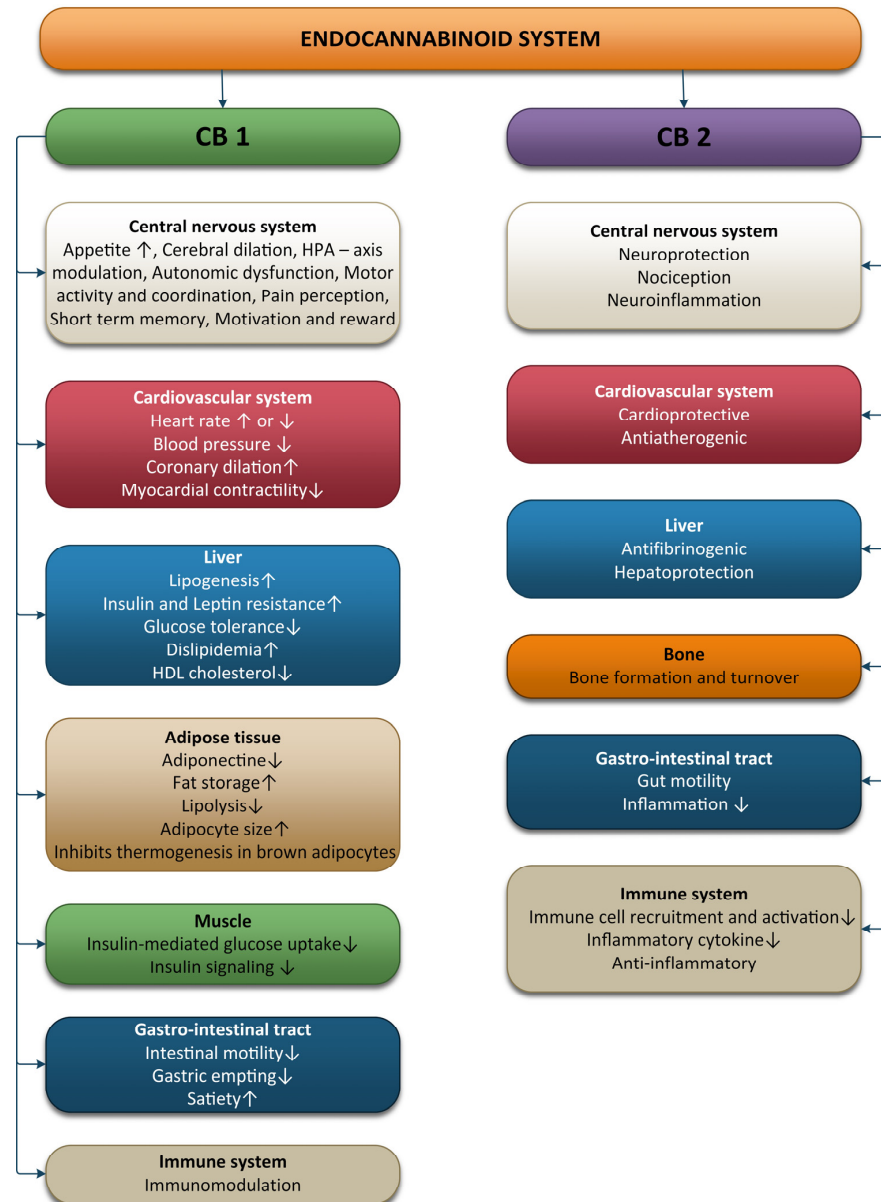 ENDOCANNABINOID SYSTEM
CB 1
Central nervous system
Appetite ↑, Cerebral dilation, HPA – axis
modulation, Autonomic dysfunction, Motor
activity and coordination, Pain perception,
Short term memory, Motivation and reward
Cardiovascular system
Heart rate ↑ or ↓
Blood pressure ↓
Coronary dilation↑
Myocardial contractility↓
Liver
Lipogenesis↑
Insulin and Leptin resistance↑
Glucose tolerance↓
Dislipidemia↑
HDL cholesterol↓
Adipose tissue
Adiponectine↓
Fat storage↑
Lipolysis↓
Adipocyte size↑
Inhibits thermogenesis in brown adipocytes
Muscle
Insulin-mediated glucose uptake↓
Insulin signaling ↓
Gastro-intestinal tract
Intestinal motility↓
Gastric empting↓
Satiety↑
Immune system
Immunomodulation
CB 2
Central nervous system
Neuroprotection
Nociception
Neuroinflammation
Cardiovascular system
Cardioprotective
Antiatherogenic
Liver
Antifibrinogenic
Hepatoprotection
Bone
Bone formation and turnover
Gastro-intestinal tract
Gut motility
Inflammation ↓
Immune system
Immune cell recruitment and activation↓
Inflammatory cytokine↓
Anti-inflammatory